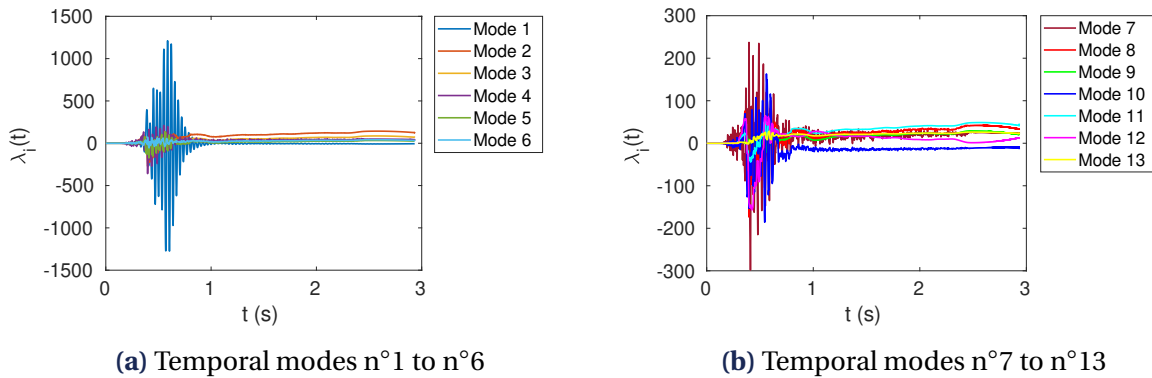 1500
1000
500
0
-500
-1000
-1500
λi(t)
0
1
2
3
t (s)
Mode 1
Mode 2
Mode 3
Mode 4
Mode 5
Mode 6
(a) Temporal modes n°1 to n°6
300
200
100
0
-100
-200
-300
λi(t)
0
1
2
3
t (s)
Mode 7
Mode 8
Mode 9
Mode 10
Mode 11
Mode 12
Mode 13
(b) Temporal modes n°7 to n°13